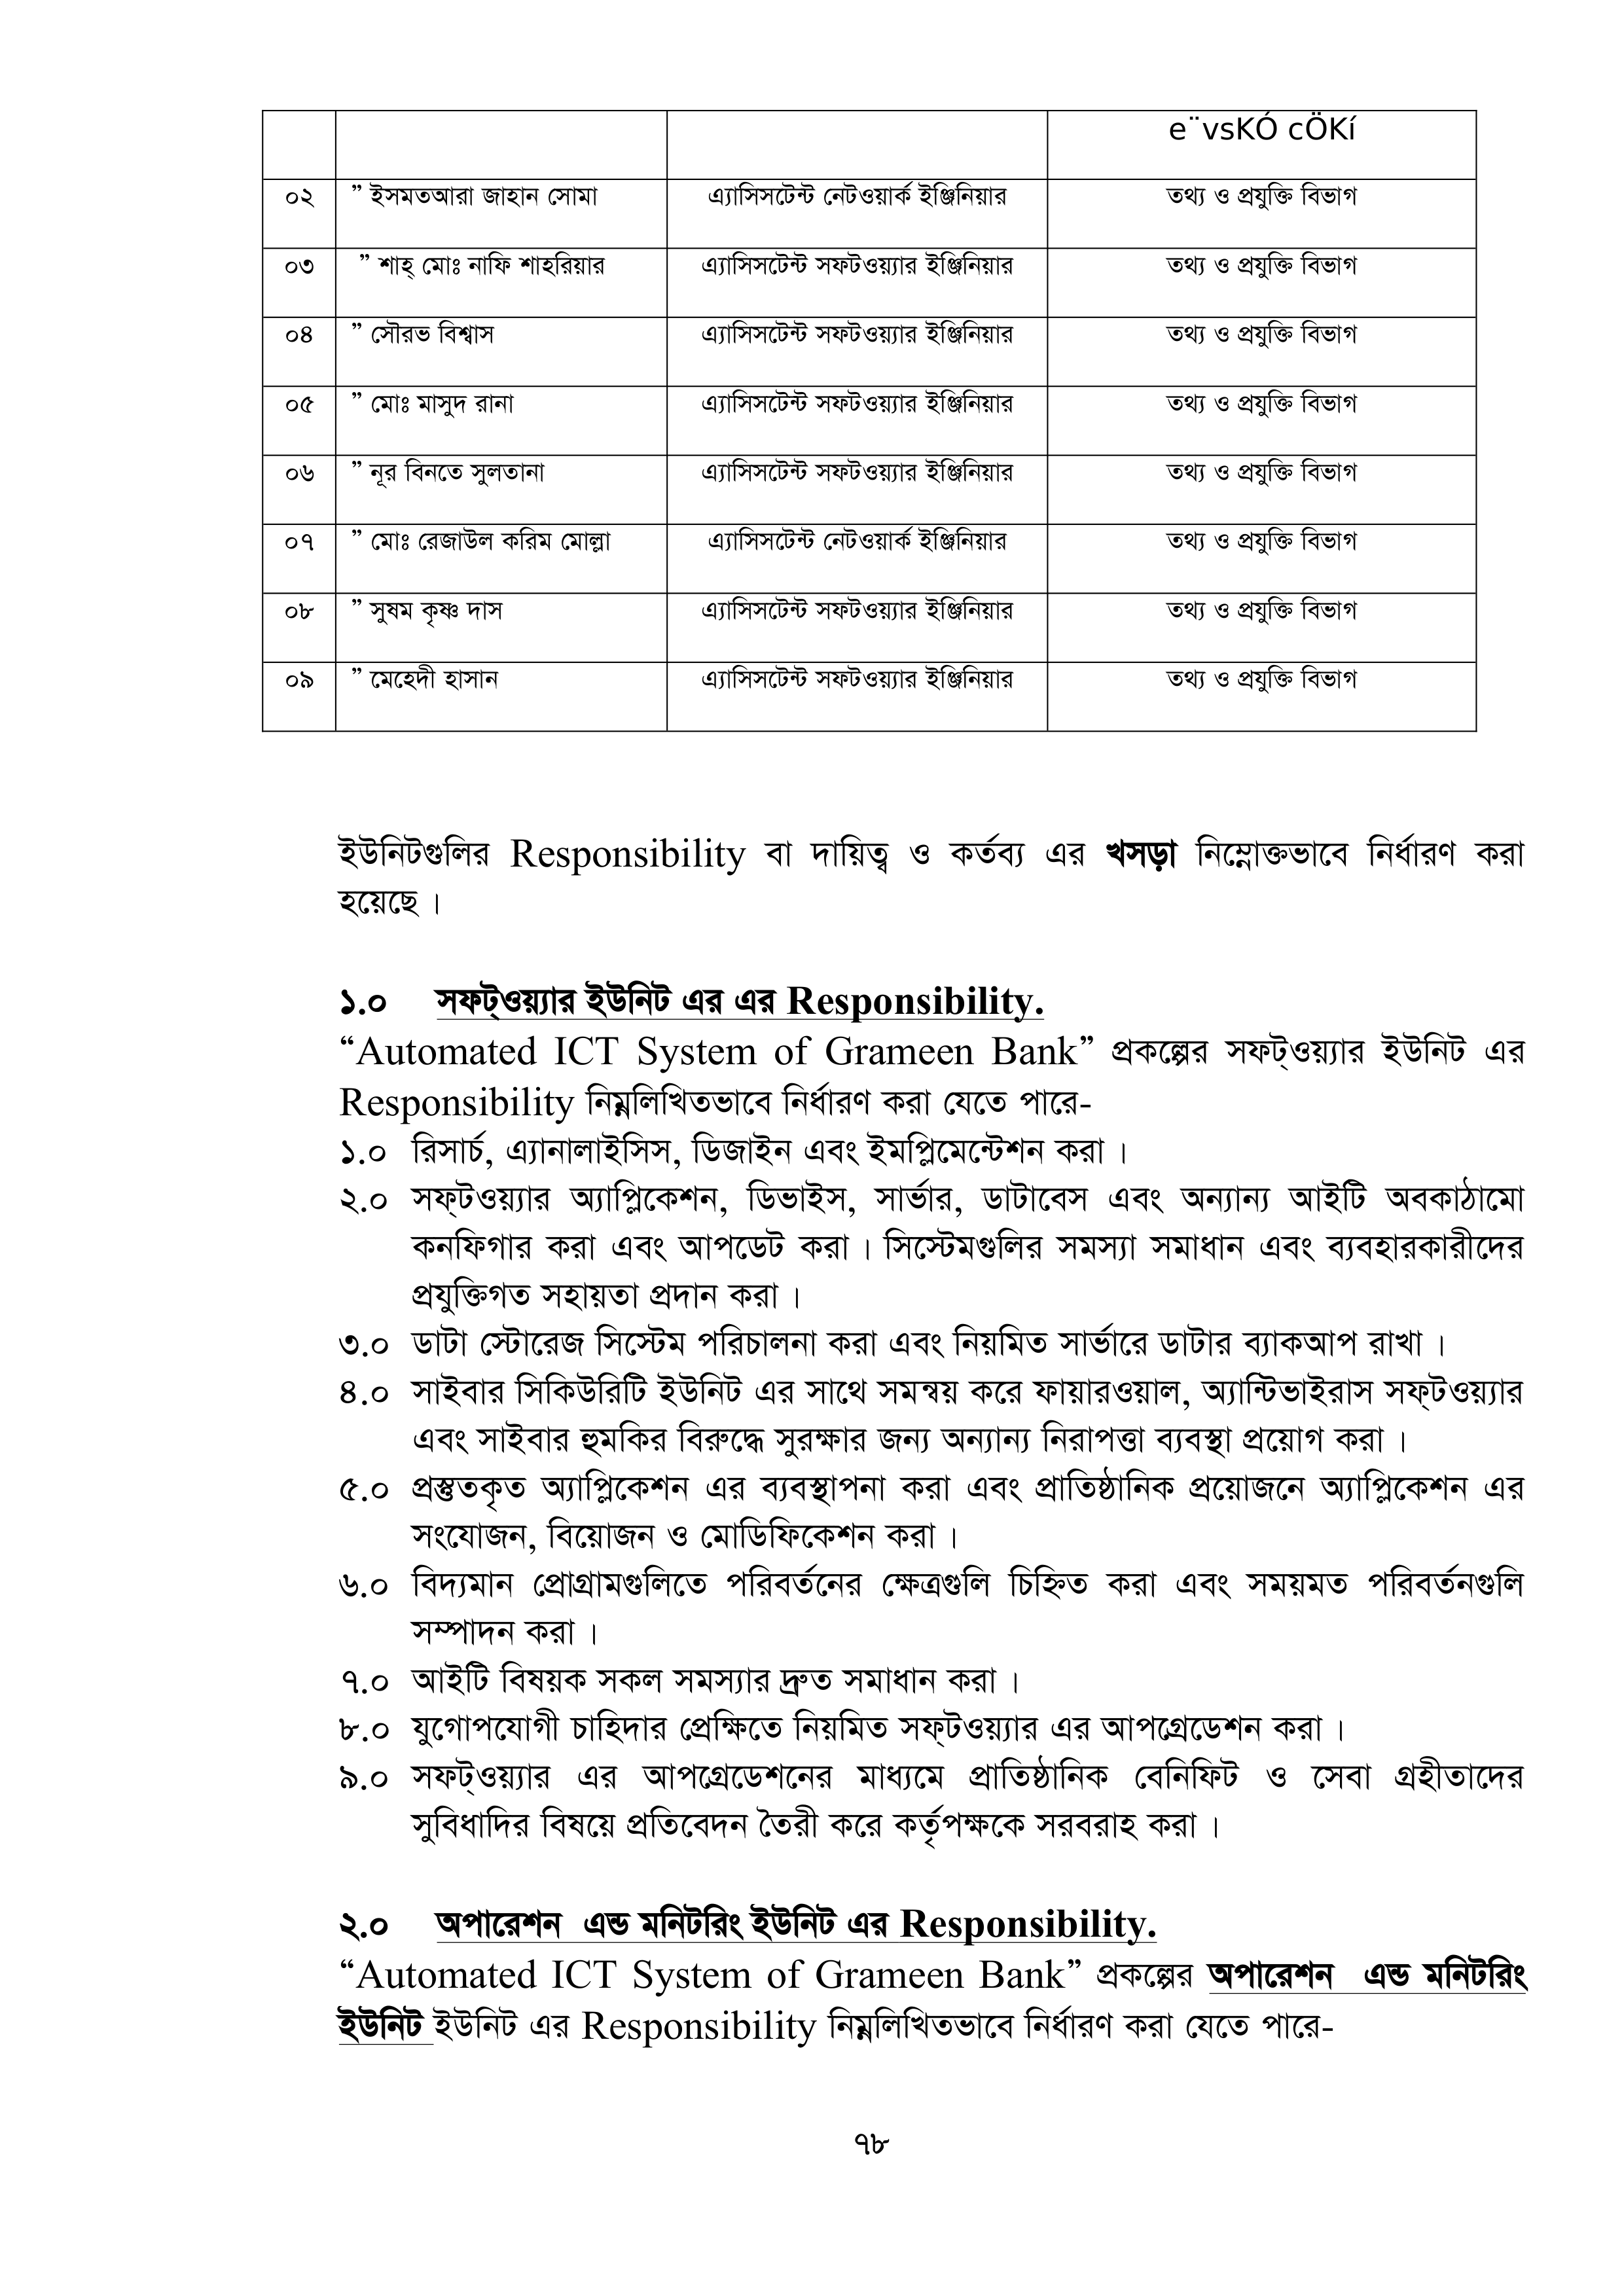 e¨vsKÓ cÖKí
০২ ” ইসমতআরা জাহান সোমা এ্যাসিসটেন্ট নেটওয়ার্ক ইঞ্জিনিয়ার তথ্য ও প্রযুক্তি বিভাগ
০৩ ” শাহ্ মোঃ নাফি শাহরিয়ার এ্যাসিসটেন্ট সফটওয়্যার ইঞ্জিনিয়ার তথ্য ও প্রযুক্তি বিভাগ
০৪ ” সৌরভ বিশ্বাস এ্যাসিসটেন্ট সফটওয়্যার ইঞ্জিনিয়ার তথ্য ও প্রযুক্তি বিভাগ
০৫ ” মোঃ মাসুদ রানা এ্যাসিসটেন্ট সফটওয়্যার ইঞ্জিনিয়ার তথ্য ও প্রযুক্তি বিভাগ
০৬ ” নূর বিনতে সুলতানা এ্যাসিসটেন্ট সফটওয়্যার ইঞ্জিনিয়ার তথ্য ও প্রযুক্তি বিভাগ
০৭ ” মোঃ রেজাউল করিম মোল্লা এ্যাসিসটেন্ট নেটওয়ার্ক ইঞ্জিনিয়ার তথ্য ও প্রযুক্তি বিভাগ
০৮ ” সুষম কৃষ্ণ দাস এ্যাসিসটেন্ট সফটওয়্যার ইঞ্জিনিয়ার তথ্য ও প্রযুক্তি বিভাগ
০৯ ” মেহেদী হাসান এ্যাসিসটেন্ট সফটওয়্যার ইঞ্জিনিয়ার তথ্য ও প্রযুক্তি বিভাগ
ইউনিটগুলির Responsibility বা দায়িত্ব ও কর্তব্য এর খসড়া নিম্নোক্তভাবে নির্ধারণ করা
হয়েছে।
১.০ সফট্ওয়্যার ইউনিট এর এর Responsibility.
“Automated ICT System of Grameen Bank” প্রকল্পের সফট্ওয়্যার ইউনিট এর
Responsibility নিম্নলিখিতভাবে নির্ধারণ করা যেতে পারে-
১.০ রিসার্চ, এ্যানালাইসিস, ডিজাইন এবং ইমপ্লিমেন্টেশন করা।
২.০ সফ্টওয়্যার অ্যাপ্লিকেশন, ডিভাইস, সার্ভার, ডাটাবেস এবং অন্যান্য আইটি অবকাঠামো
কনফিগার করা এবং আপডেট করা। সিস্টেমগুলির সমস্যা সমাধান এবং ব্যবহারকারীদের
প্রযুক্তিগত সহায়তা প্রদান করা।
৩.০ ডাটা স্টোরেজ সিস্টেম পরিচালনা করা এবং নিয়মিত সার্ভারে ডাটার ব্যাকআপ রাখা।
৪.০ সাইবার সিকিউরিটি ইউনিট এর সাথে সমন্বয় করে ফায়ারওয়াল, অ্যান্টিভাইরাস সফ্টওয়্যার
এবং সাইবার হুমকির বিরুদ্ধে সুরক্ষার জন্য অন্যান্য নিরাপত্তা ব্যবস্থা প্রয়োগ করা।
৫.০ প্রস্তুতকৃত অ্যাপ্লিকেশন এর ব্যবস্থাপনা করা এবং প্রাতিষ্ঠানিক প্রয়োজনে অ্যাপ্লিকেশন এর
সংযোজন, বিয়োজন ও মোডিফিকেশন করা।
৬.০ বিদ্যমান প্রোগ্রামগুলিতে পরিবর্তনের ক্ষেত্রগুলি চিহ্নিত করা এবং সময়মত পরিবর্তনগুলি
সম্পাদন করা।
৭.০ আইটি বিষয়ক সকল সমস্যার দ্রুত সমাধান করা।
৮.০ যুগোপযোগী চাহিদার প্রেক্ষিতে নিয়মিত সফ্টওয়্যার এর আপগ্রেডেশন করা।
৯.০ সফট্ওয়্যার এর আপগ্রেডেশনের মাধ্যমে প্রাতিষ্ঠানিক বেনিফিট ও সেবা গ্রহীতাদের
সুবিধাদির বিষয়ে প্রতিবেদন তৈরী করে কর্তৃপক্ষকে সরবরাহ করা।
২.০ অপারেশন এন্ড মনিটরিং ইউনিট এর Responsibility.
“Automated ICT System of Grameen Bank” প্রকল্পের অপারেশন এন্ড মনিটরিং
ইউনিট ইউনিট এর Responsibility নিম্নলিখিতভাবে নির্ধারণ করা যেতে পারে-
৭৮